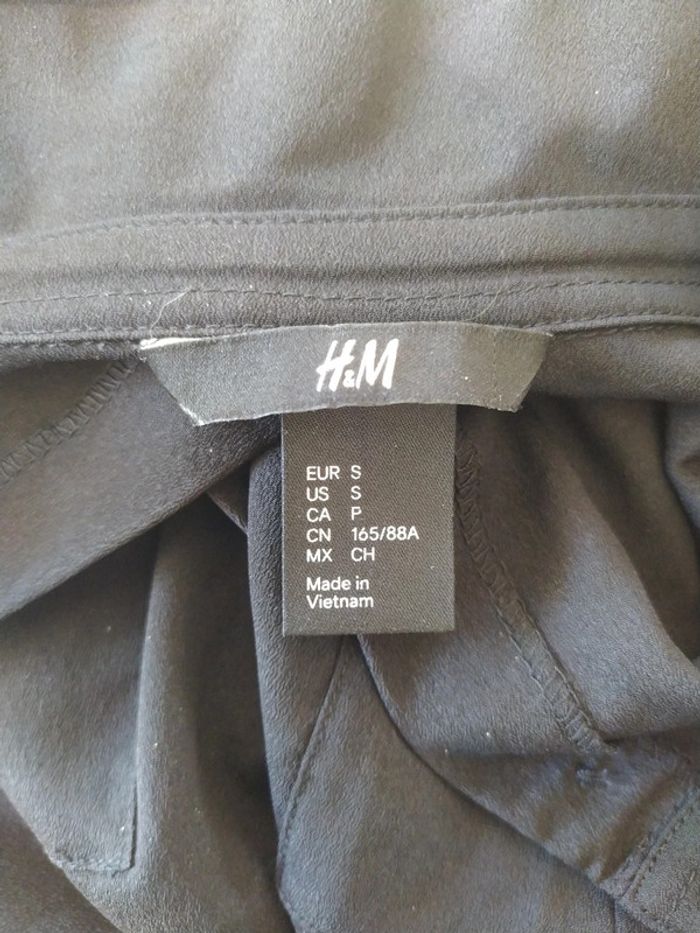 H&M
EUR S
US S
CA P
CN 165/88A
MX CH
Made in
Vietnam